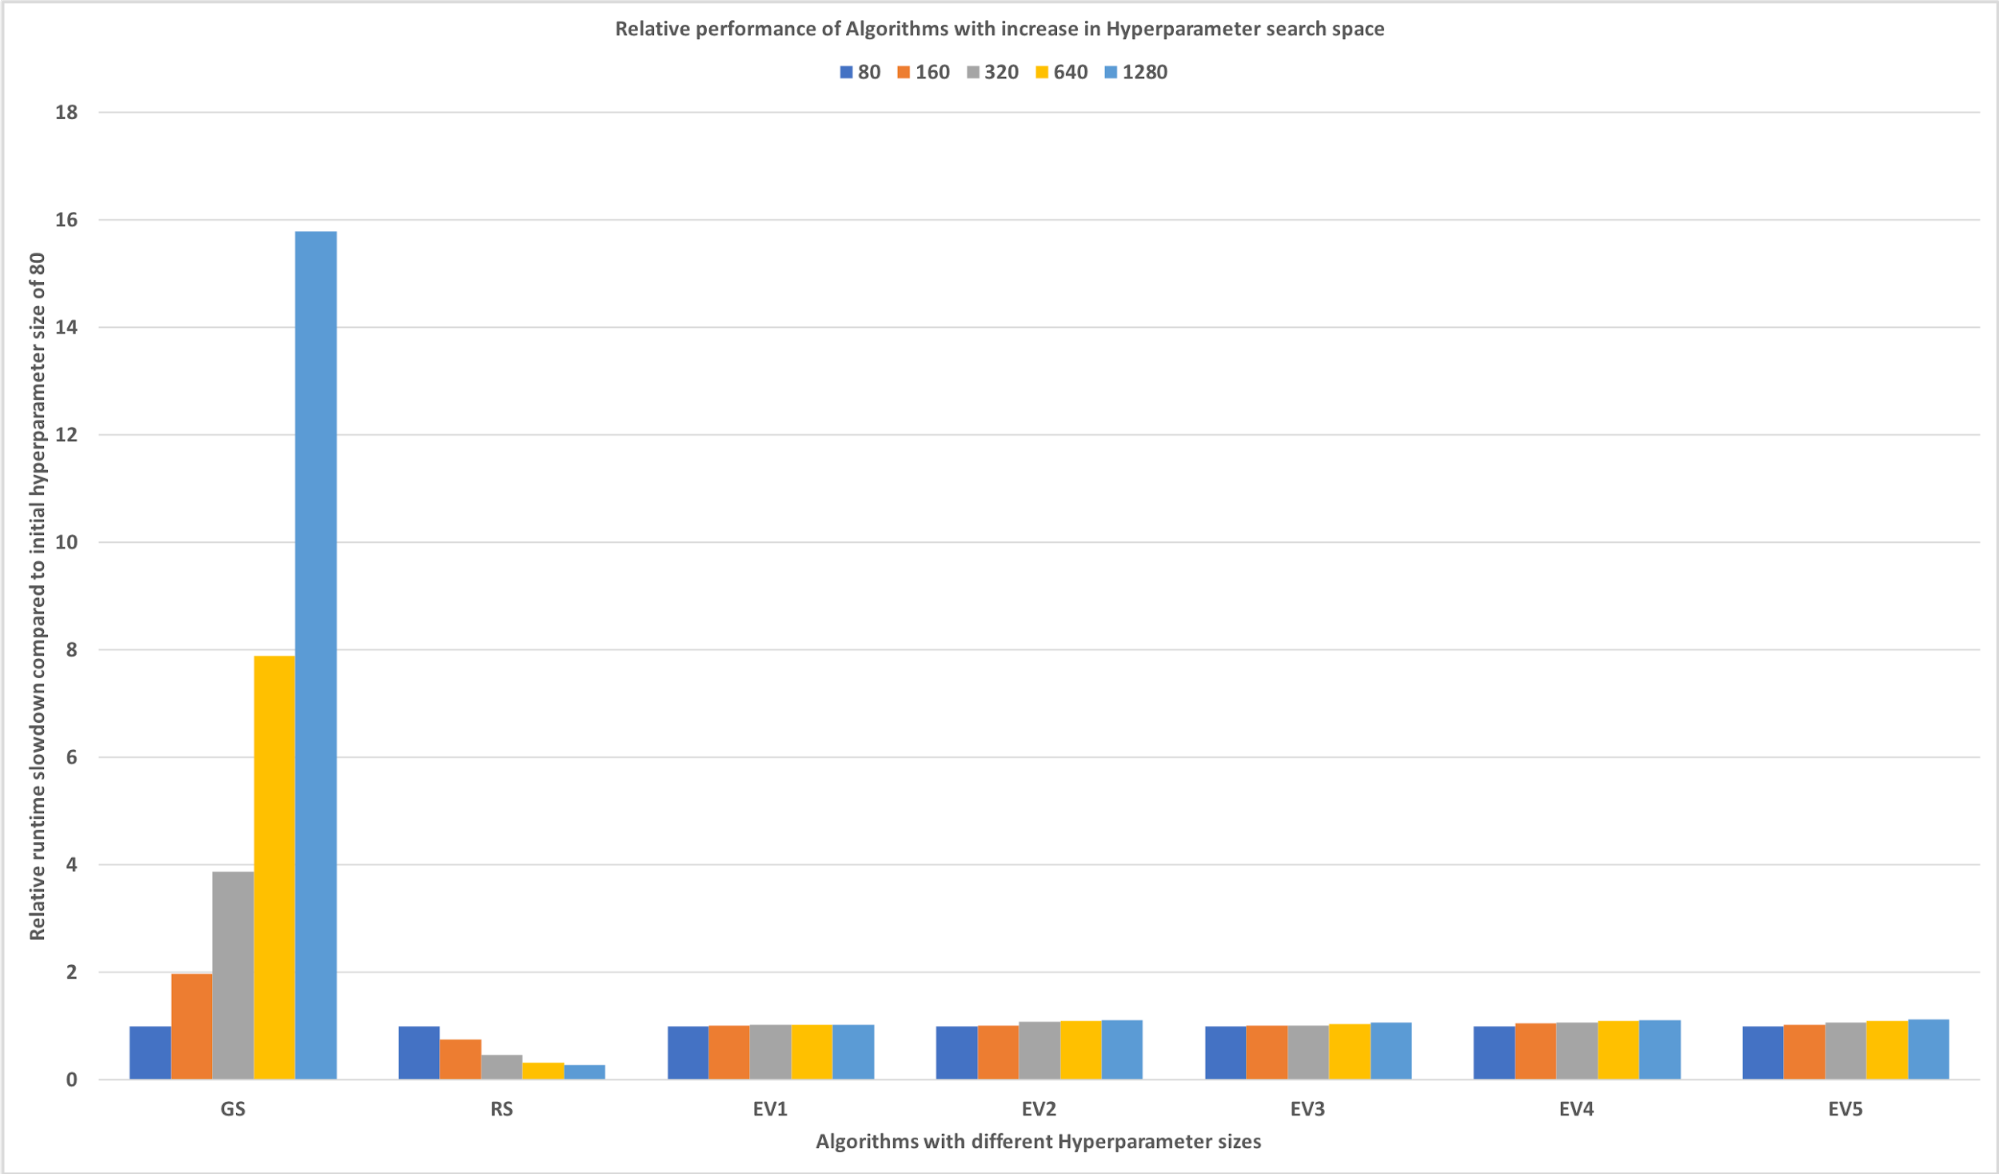 Relative performance of Algorithms with increase in Hyperparameter search space
80 160 320 640 1280
Relative runtime slowdown compared to initial hyperparameter size of 80
18
16
14
12
10
8
6
4
2
0
GS RS EV1 EV2 EV3 EV4 EV5
Algorithms with different Hyperparameter sizes